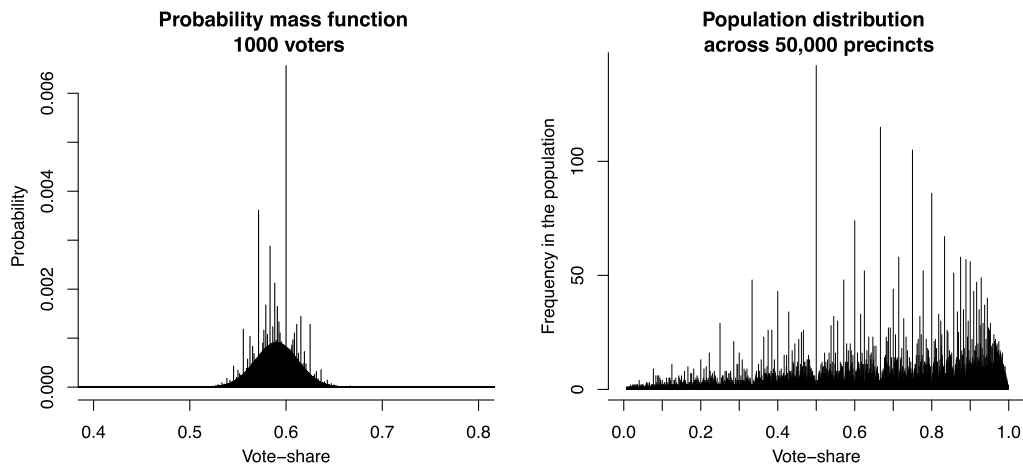 Probability mass function
1000 voters
Probability
0.006
0.004
0.002
0.000
0.4 0.5 0.6 0.7 0.8
Vote−share
Population distribution
across 50,000 precincts
Frequency in the population
100
50
0
0.0 0.2 0.4 0.6 0.8 1.0
Vote−share